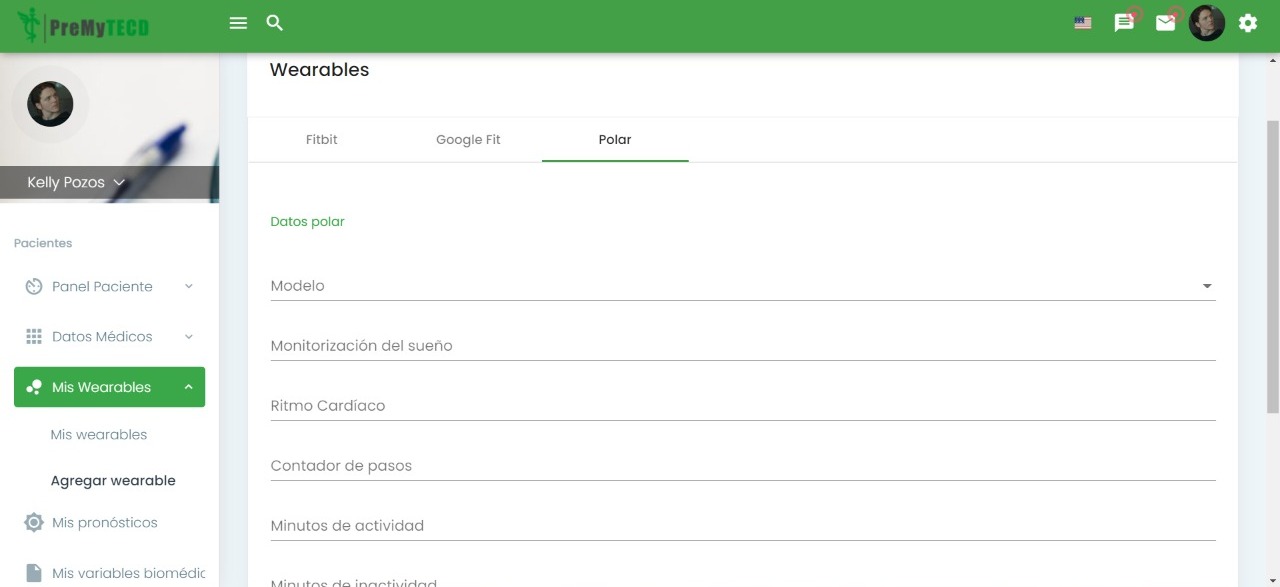 PreMyTECD
Kelly Pozos
Pacientes
Panel Paciente
Datos Médicos
Mis Wearables
Mis wearables
Agregar wearable
Mis pronósticos
Mis variables biomédic
Wearables
Fitbit
Google Fit
Polar
Datos polar
Modelo
Monitorización del sueño
Ritmo Cardíaco
Contador de pasos
Minutos de actividad
Minutos de inactividad